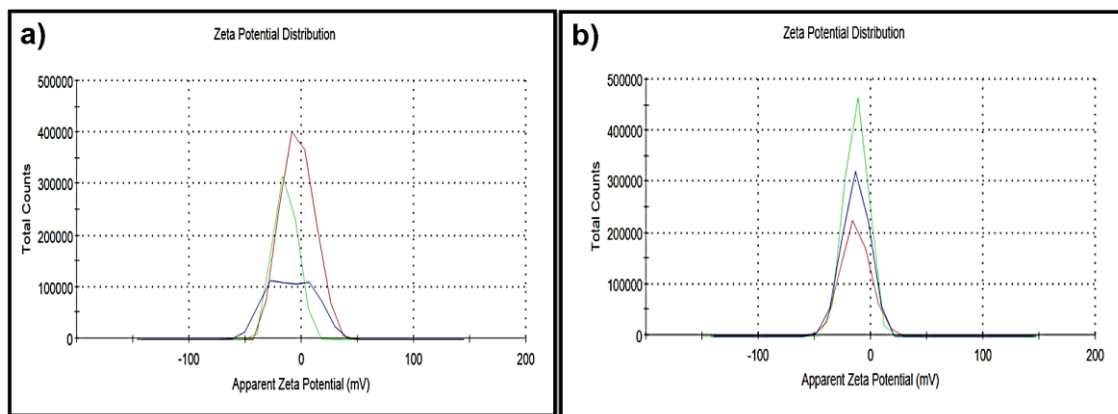 a)
Zeta Potential Distribution
500000
400000
300000
200000
100000
0
Total Counts
-100
0
100
200
Apparent Zeta Potential (mV)
b)
Zeta Potential Distribution
500000
400000
300000
200000
100000
0
Total Counts
-200
-100
0
100
200
Apparent Zeta Potential (mV)